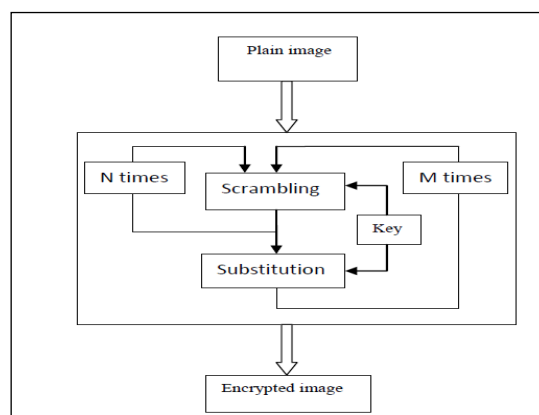 Plain image
N times
Scrambling
M times
Key
Substitution
Encrypted image